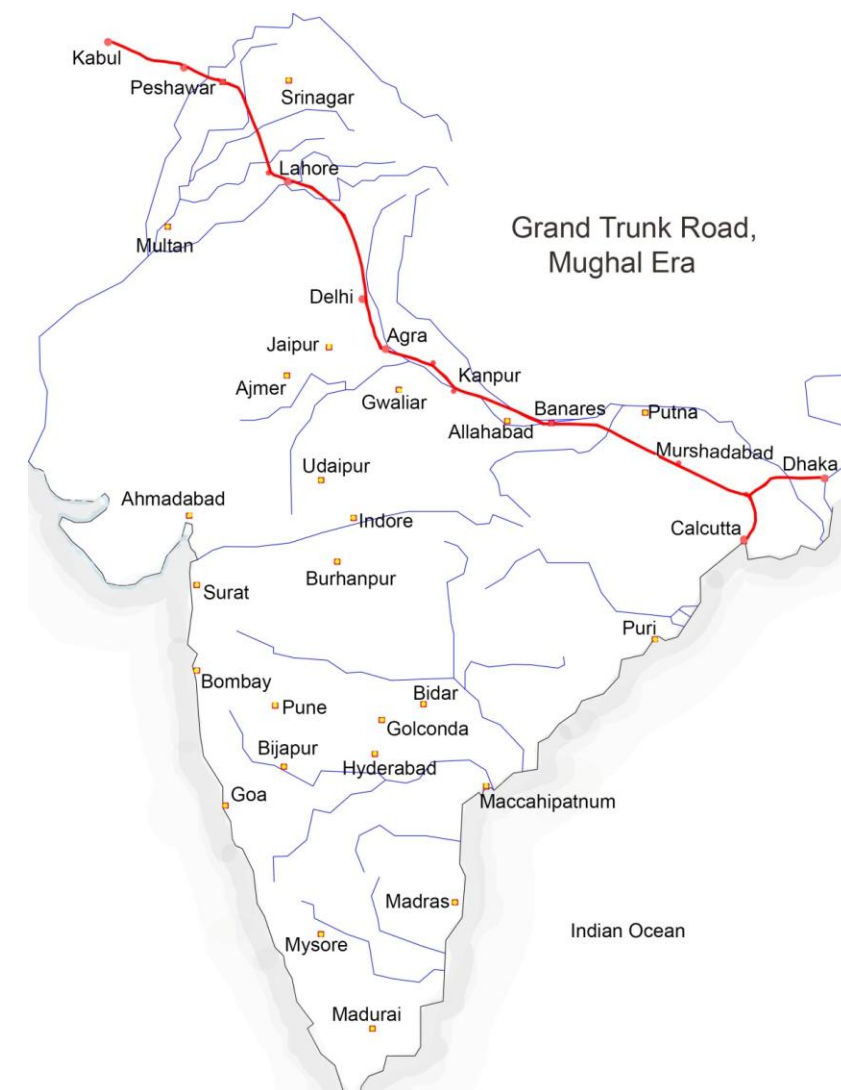 Kabul
Peshawar
Srinagar
Lahore
Multan
Grand Trunk Road,
Mughal Era
Delhi
Agra
Jaipur
Ajmer
Kanpur
Gwaliar
Banares
Putna
Allahabad
Murshadabad
Dhaka
Udaipur
Ahmadabad
Indore
Calcutta
Burhanpur
Surat
Puri
Bombay
Bidar
Pune
Golconda
Bijapur
Hyderabad
Goa
Maccahipatnum
Madras
Indian Ocean
Mysore
Madurai